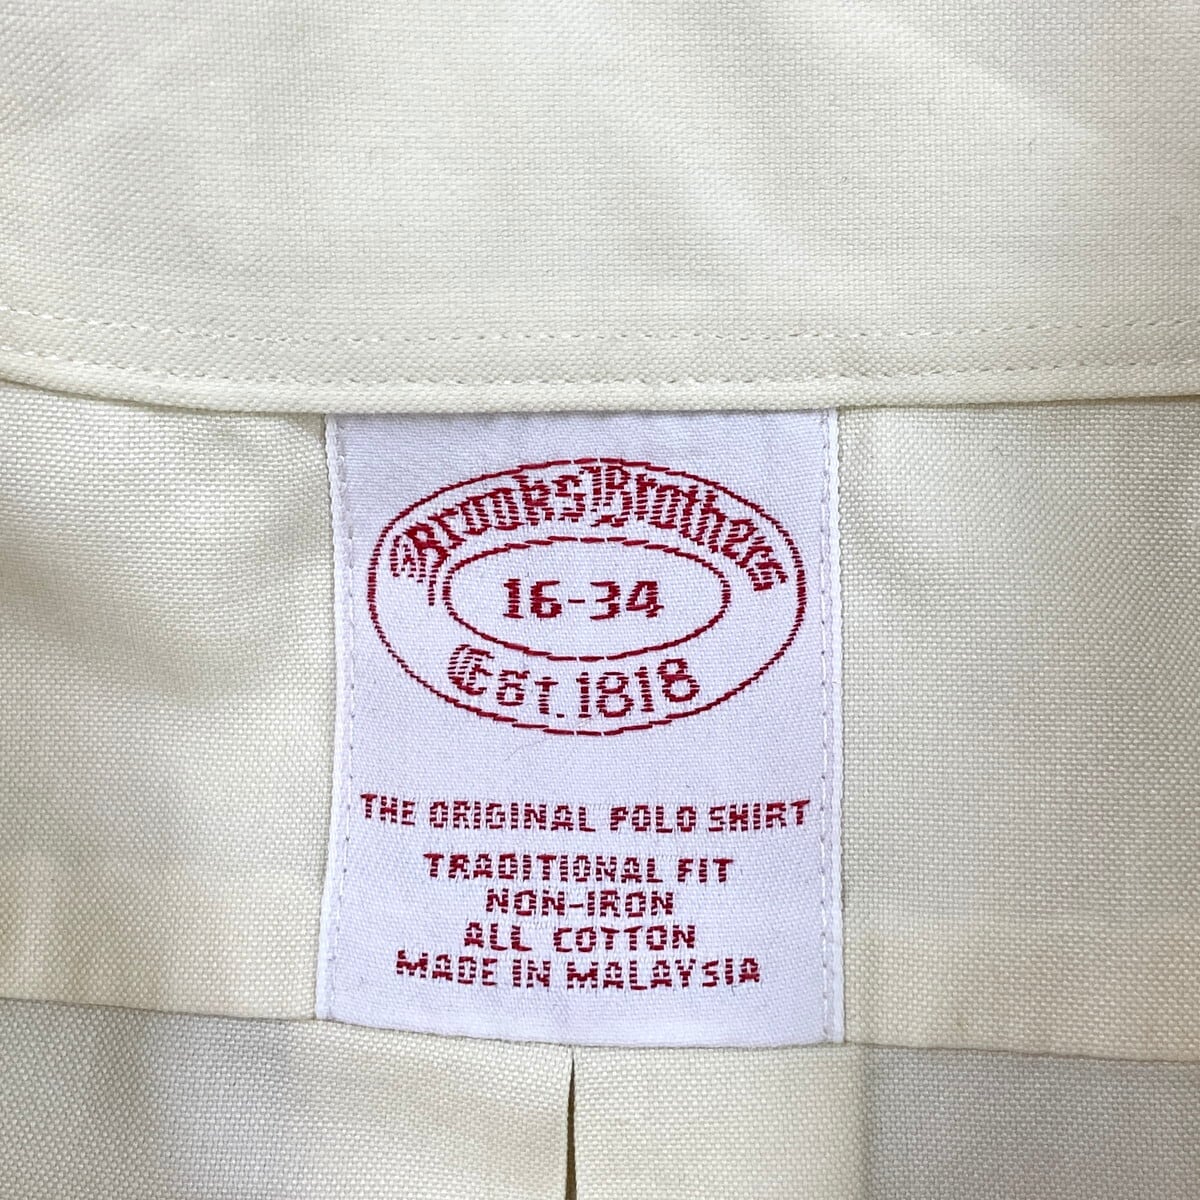 Brooks Brothers
16-34
Est. 1818
THE ORIGINAL POLO SHIRT
TRADITIONAL FIT
NON-IRON
ALL COTTON
MADE IN MALAYSIA